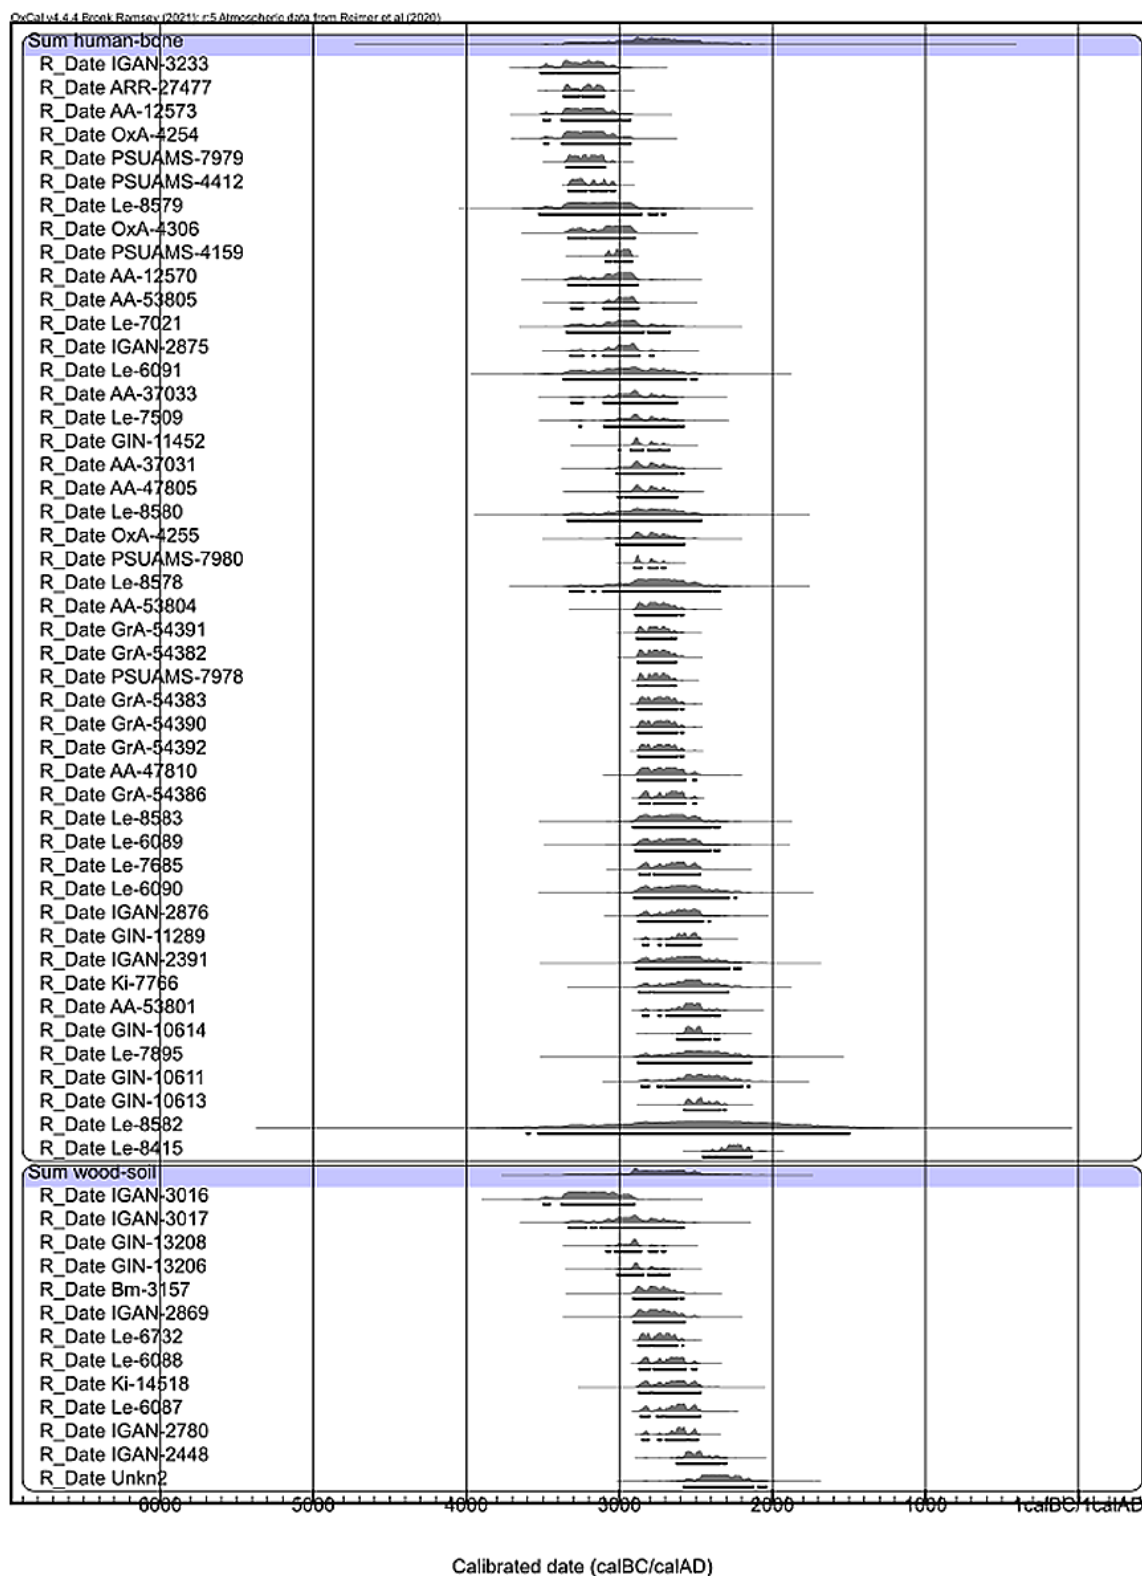 OxCal v4.4.4 Bronk Ramsey (2021); r:5 Atmospheric data from Reimer et al (2020)
Sum human-bone
R_Date IGAN-3233
R_Date ARR-27477
R_Date AA-12573
R_Date OxA-4254
R_Date PSUAMS-7979
R_Date PSUAMS-4412
R_Date Le-8579
R_Date OxA-4306
R_Date PSUAMS-4159
R_Date AA-12570
R_Date AA-53805
R_Date Le-7021
R_Date IGAN-2875
R_Date Le-6091
R_Date AA-37033
R_Date Le-7509
R_Date GIN-11452
R_Date AA-37031
R_Date AA-47805
R_Date Le-8580
R_Date OxA-4255
R_Date PSUAMS-7980
R_Date Le-8578
R_Date AA-53804
R_Date GrA-54391
R_Date GrA-54382
R_Date PSUAMS-7978
R_Date GrA-54383
R_Date GrA-54390
R_Date GrA-54392
R_Date AA-47810
R_Date GrA-54386
R_Date Le-8583
R_Date Le-6089
R_Date Le-7685
R_Date Le-6090
R_Date IGAN-2876
R_Date GIN-11289
R_Date IGAN-2391
R_Date Ki-7766
R_Date AA-53801
R_Date GIN-10614
R_Date Le-7895
R_Date GIN-10611
R_Date GIN-10613
R_Date Le-8582
R_Date Le-8415
Sum wood-soil
R_Date IGAN-3016
R_Date IGAN-3017
R_Date GIN-13208
R_Date GIN-13206
R_Date Bm-3157
R_Date IGAN-2869
R_Date Le-6732
R_Date Le-6088
R_Date Ki-14518
R_Date Le-6087
R_Date IGAN-2780
R_Date IGAN-2448
R_Date Unkn2
6000 5000 4000 3000 2000 1000 1calBC/1calAD
Calibrated date (calBC/calAD)